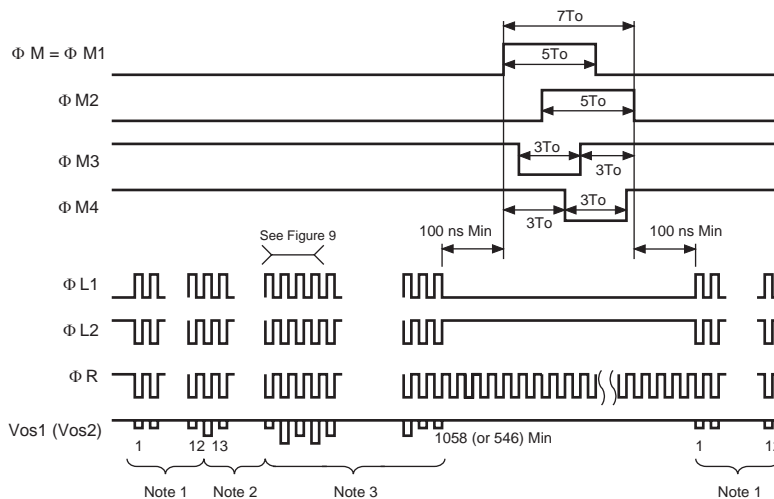 7To
Φ M = Φ M1
5To
Φ M2
5To
Φ M3
3To
3To
Φ M4
3To
3To
See Figure 9
100 ns Min
100 ns Min
Φ L1
Φ L2
Φ R
Vos1 (Vos2)
1
12
13
1058 (or 546) Min
1
12
Note 1
Note 2
Note 3
Note 1